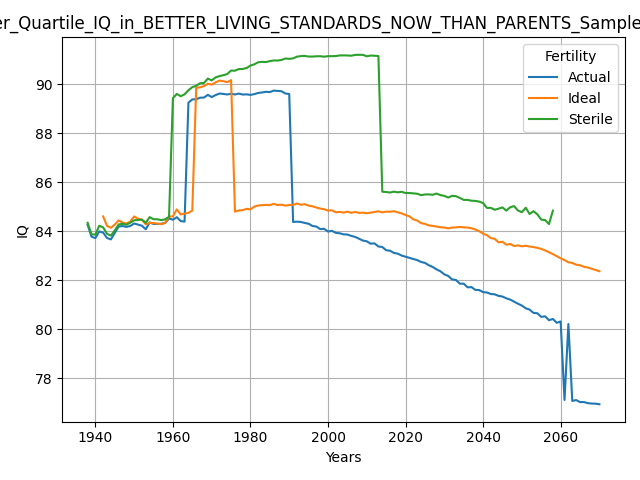 er_Quartile_IQ_in_BETTER_LIVING_STANDARDS_NOW_THAN_PARENTS_Sample
Fertility
Actual
Ideal
Sterile
IQ
90
88
86
84
82
80
78
1940 1960 1980 2000 2020 2040 2060
Years